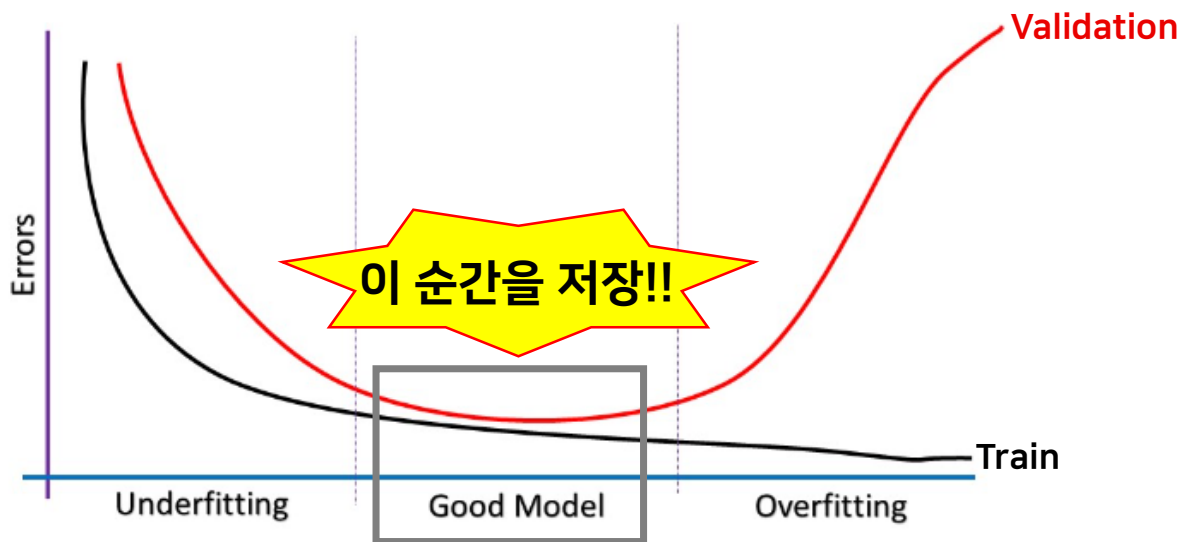 Validation
Errors
이 순간을 저장!!
Train
Underfitting
Good Model
Overfitting